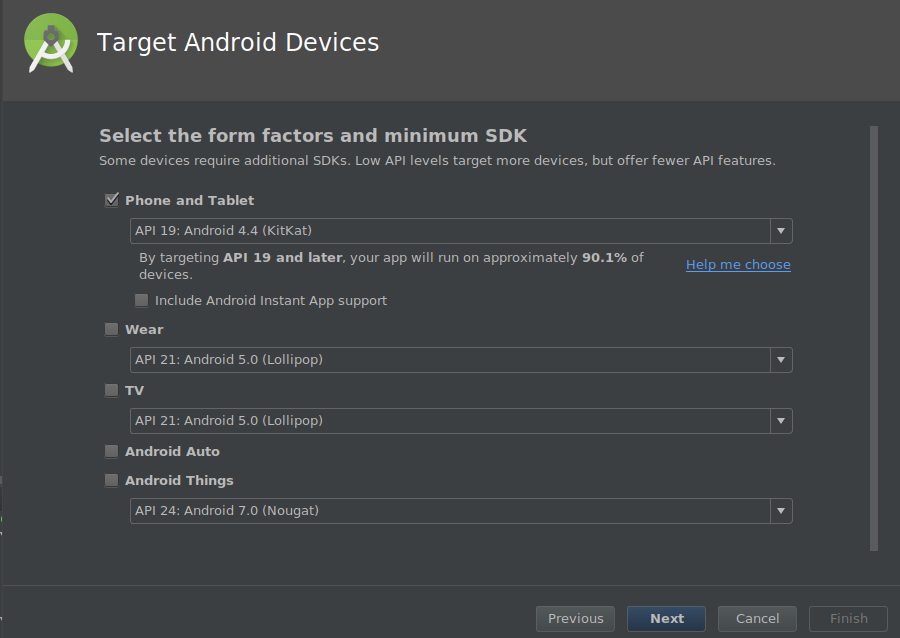 Target Android Devices
Select the form factors and minimum SDK
Some devices require additional SDKs. Low API levels target more devices, but offer fewer API features.
Phone and Tablet
API 19: Android 4.4 (KitKat)
By targeting API 19 and later, your app will run on approximately 90.1% of
devices.
Help me choose
Include Android Instant App support
Wear
API 21: Android 5.0 (Lollipop)
TV
API 21: Android 5.0 (Lollipop)
Android Auto
Android Things
API 24: Android 7.0 (Nougat)
Previous Next Cancel Finish